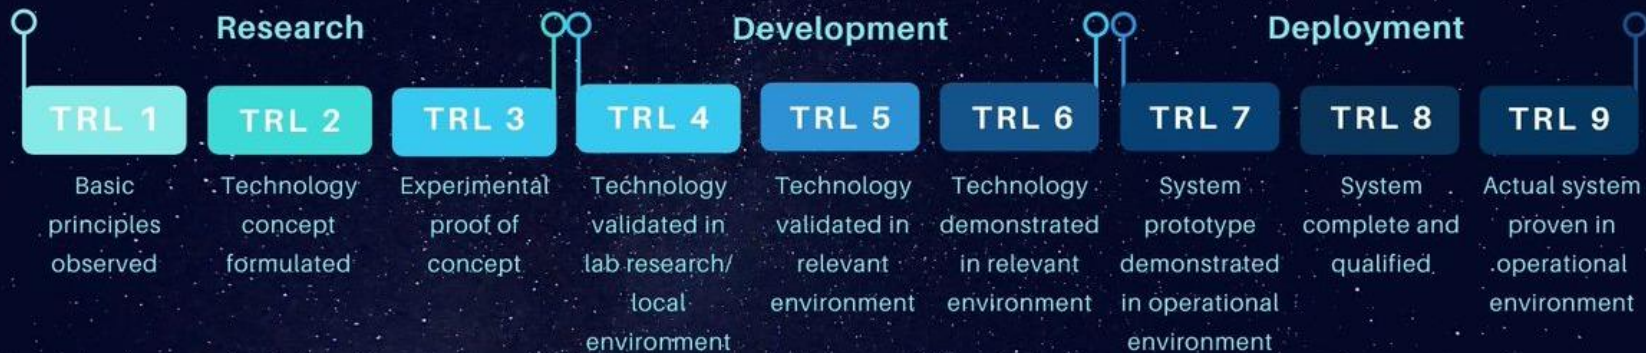 Research
Development
Deployment
TRL 1
TRL 2
TRL 3
TRL 4
TRL 5
TRL 6
TRL 7
TRL 8
TRL 9
Basic
principles
observed
Technology
concept
formulated
Experimental
proof of
concept
Technology
validated in
lab research/
local
environment
Technology
validated in
relevant
environment
Technology
demonstrated
in relevant
environment
System
prototype
demonstrated
in operational
environment
System
complete and
qualified
Actual system
proven in
operational
environment